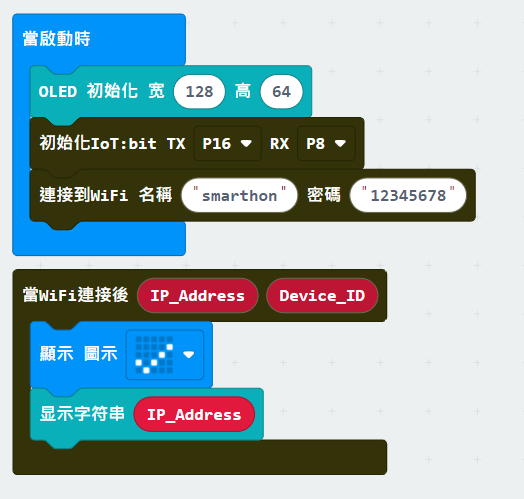 當啟動時
OLED 初始化 宽 128 高 64
初始化IoT:bit TX P16 RX P8
連接到WiFi 名稱 "smarthon" 密碼 "12345678"
當WiFi連接後 IP_Address Device_ID
顯示 圖示
显示字符串 IP_Address